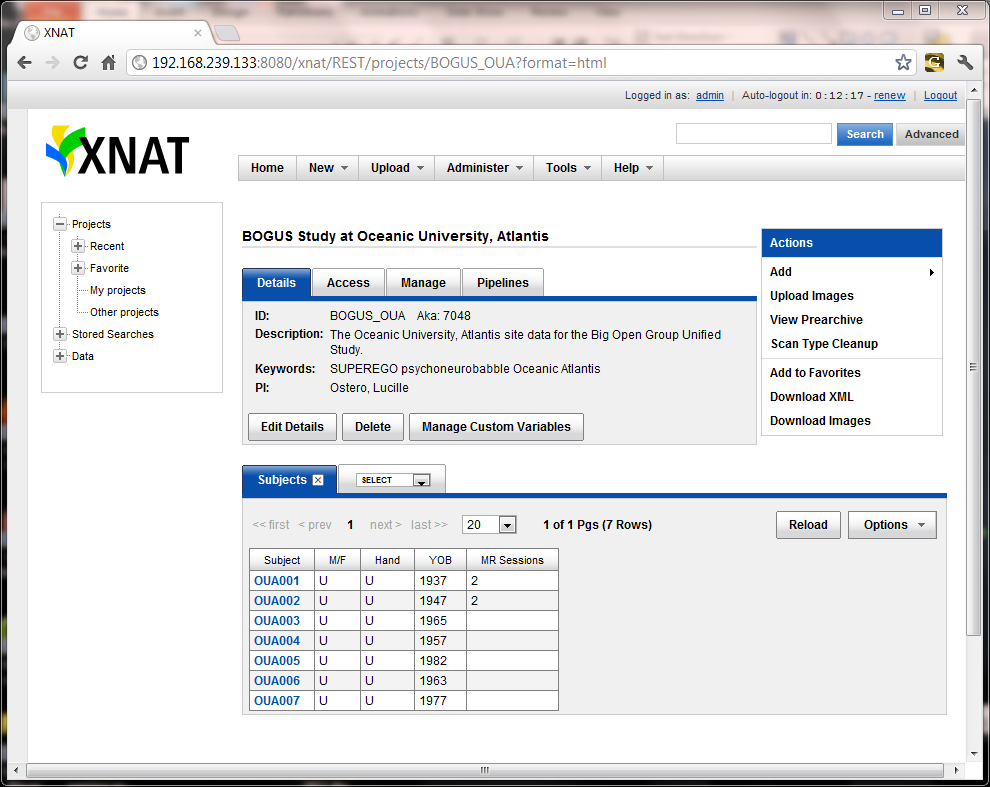 XNAT
192.168.239.133:8080/xnat/REST/projects/BOGUS_OUA?format=html
G
Logged in as: admin | Auto-logout in: 0:12:17 - renew | Logout
XNAT
Search Advanced
Home New Upload Administer Tools Help
Projects
Recent
Favorite
My projects
Other projects
Stored Searches
Data
BOGUS Study at Oceanic University, Atlantis
Details Access Manage Pipelines
ID: BOGUS_OUA Aka: 7048
Description: The Oceanic University, Atlantis site data for the Big Open Group Unified
Study.
Keywords: SUPEREGO psychoneurobabble Oceanic Atlantis
PI: Ostero, Lucille
Edit Details Delete Manage Custom Variables
Actions
Add
Upload Images
View Prearchive
Scan Type Cleanup
Add to Favorites
Download XML
Download Images
Subjects SELECT
<< first < prev 1 next > last >> 20 1 of 1 Pgs (7 Rows) Reload Options
Subject M/F Hand YOB MR Sessions
OUA001 U U 1937 2
OUA002 U U 1947 2
OUA003 U U 1965
OUA004 U U 1957
OUA005 U U 1982
OUA006 U U 1963
OUA007 U U 1977